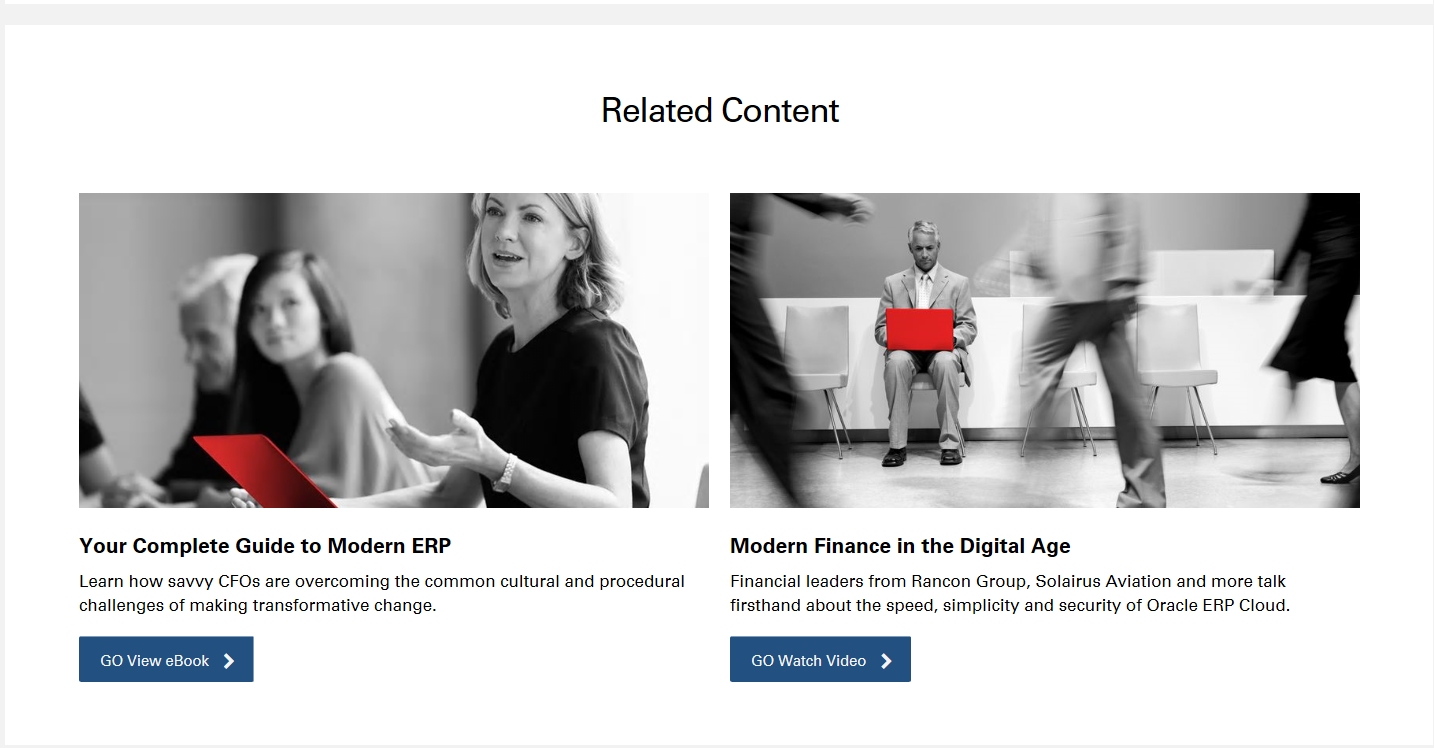 Related Content
Your Complete Guide to Modern ERP
Learn how savvy CFOs are overcoming the common cultural and procedural
challenges of making transformative change.
GO View eBook
Modern Finance in the Digital Age
Financial leaders from Rancon Group, Solairus Aviation and more talk
firsthand about the speed, simplicity and security of Oracle ERP Cloud.
GO Watch Video